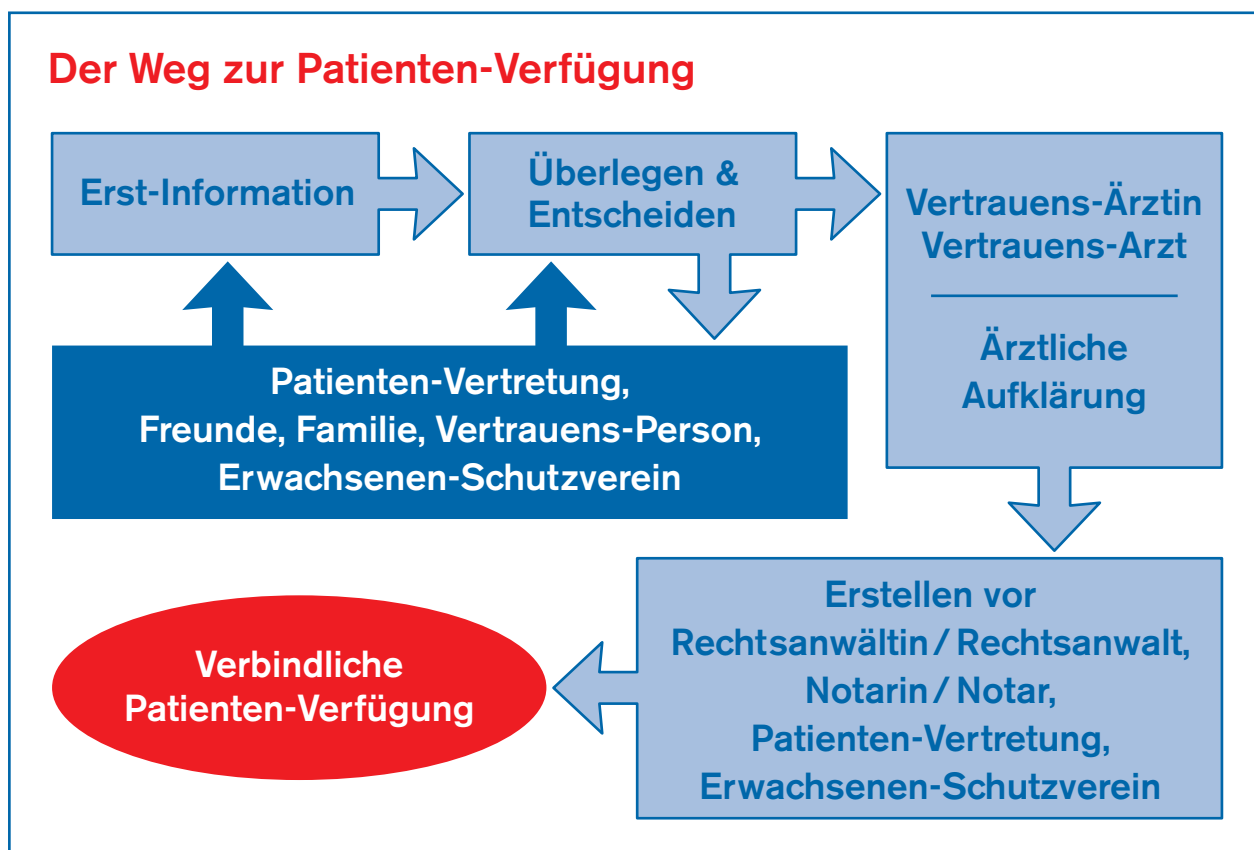 Der Weg zur Patienten-Verfügung
Erst-Information
Überlegen &
Entscheiden
Vertrauens-Ärztin
Vertrauens-Arzt
Ärztliche
Aufklärung
Patienten-Vertretung,
Freunde, Familie, Vertrauens-Person,
Erwachsenen-Schutzverein
Erstellen vor
Rechtsanwältin / Rechtsanwalt,
Notarin / Notar,
Patienten-Vertretung,
Erwachsenen-Schutzverein
Verbindliche
Patienten-Verfügung